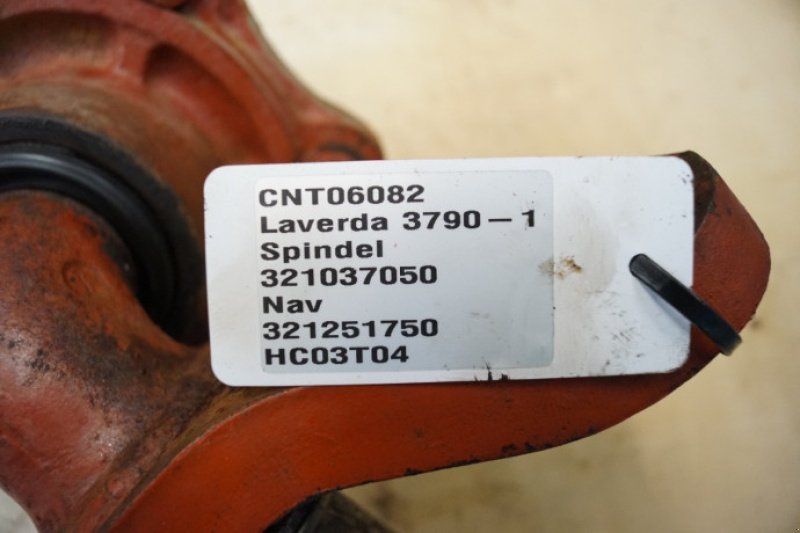 CNT06082
Laverda 3790-1
Spindel
321037050
Nav
321251750
HC03T04